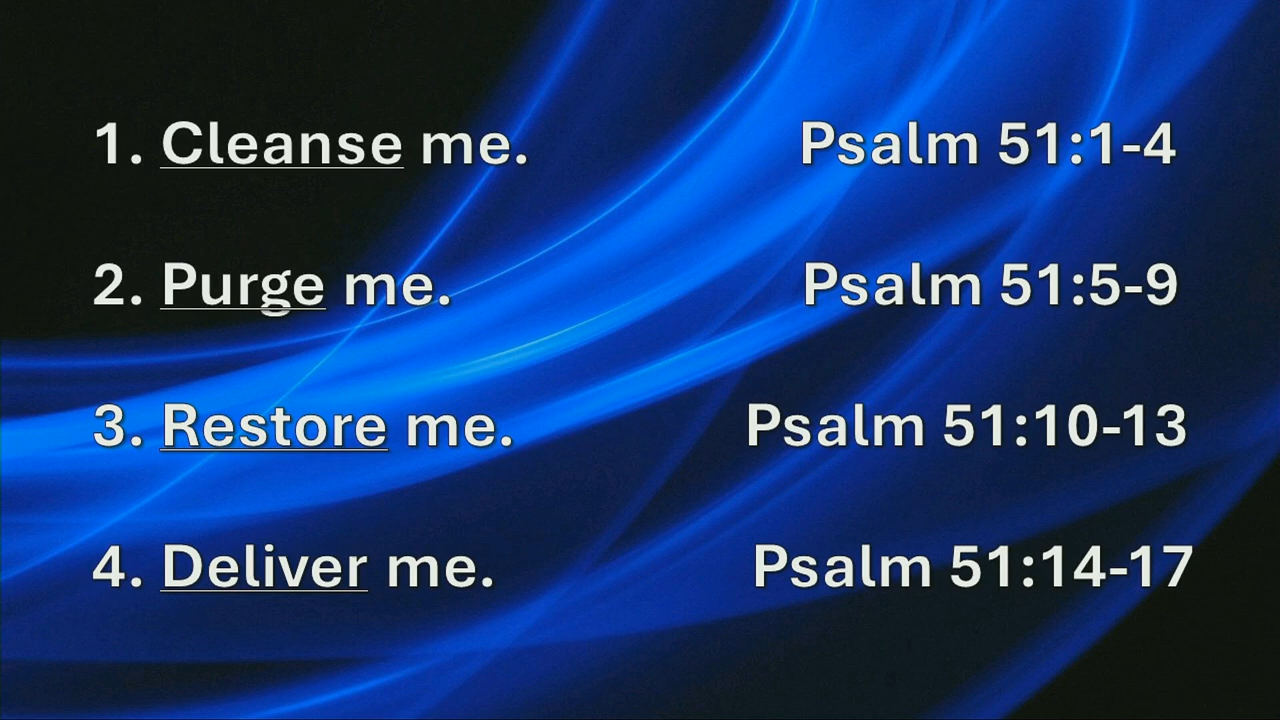 1. Cleanse me. Psalm 51:1-4
2. Purge me. Psalm 51:5-9
3. Restore me. Psalm 51:10-13
4. Deliver me. Psalm 51:14-17